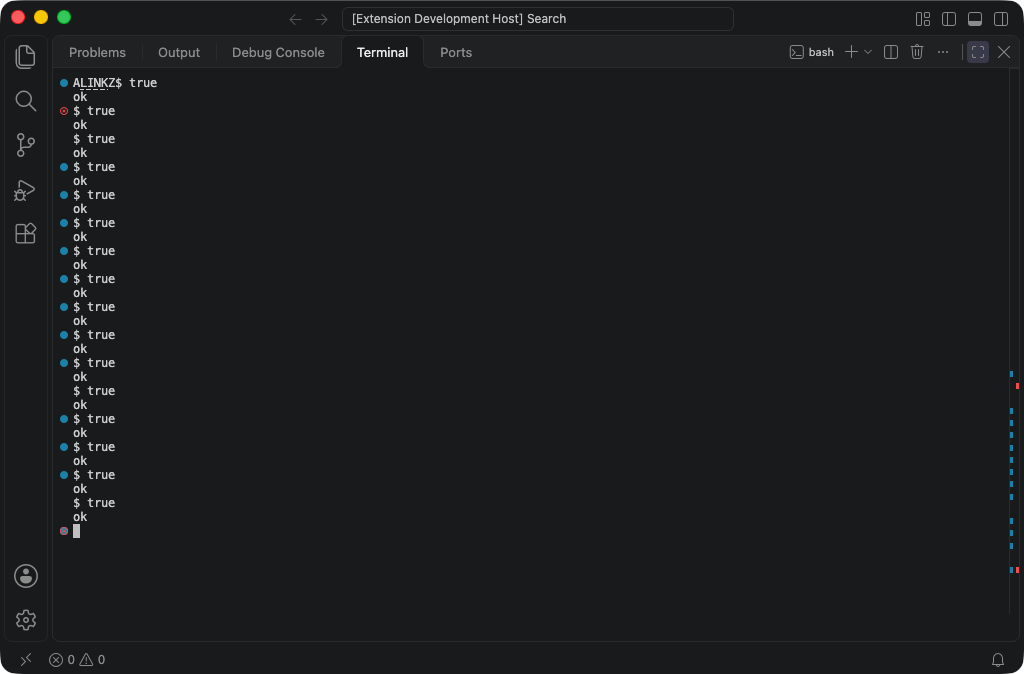 [Extension Development Host] Search
Problems Output Debug Console Terminal Ports bash
ALINKZ$ true
ok
$ true
ok
$ true
ok
$ true
ok
$ true
ok
$ true
ok
$ true
ok
$ true
ok
$ true
ok
$ true
ok
$ true
ok
$ true
ok
$ true
ok
$ true
ok
$ true
ok
$ true
ok
0 0